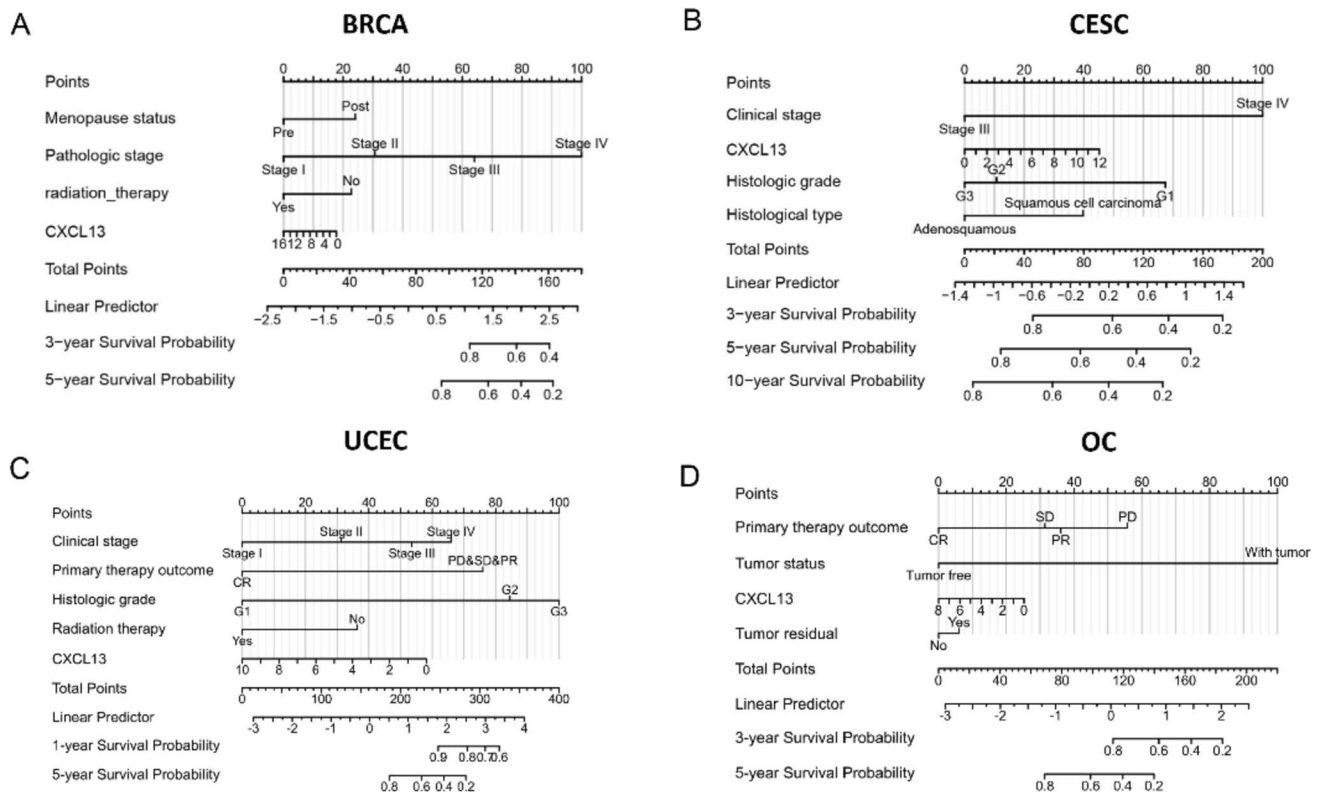 A
BRCA
Points
0 20 40 60 80 100
Menopause status
Post
Pre
Pathologic stage
Stage II Stage IV
Stage I Stage III
radiation_therapy
No
Yes
CXCL13
16 12 8 4 0
Total Points
0 40 80 120 160
Linear Predictor
−2.5 −1.5 −0.5 0.5 1.5 2.5
3−year Survival Probability
0.8 0.6 0.4
5−year Survival Probability
0.8 0.6 0.4 0.2
B
CESC
Points
0 20 40 60 80 100
Clinical stage
Stage IV
Stage III
CXCL13
0 2 4 6 8 10 12
Histologic grade
G2
G3 G1
Histological type
Squamous cell carcinoma
Adenosquamous
Total Points
0 40 80 120 160 200
Linear Predictor
−1.4 −1 −0.6 −0.2 0.2 0.6 1 1.4
3−year Survival Probability
0.8 0.6 0.4 0.2
5−year Survival Probability
0.8 0.6 0.4 0.2
10−year Survival Probability
0.8 0.6 0.4 0.2
C
UCEC
Points
0 20 40 60 80 100
Clinical stage
Stage II Stage IV
Stage I Stage III
Primary therapy outcome
PD&SD&PR
CR
Histologic grade
G2
G1 G3
Radiation therapy
No
Yes
CXCL13
10 8 6 4 2 0
Total Points
0 100 200 300 400
Linear Predictor
-3 -2 -1 0 1 2 3 4
1-year Survival Probability
0.9 0.8 0.7 0.6
5-year Survival Probability
0.8 0.6 0.4 0.2
D
OC
Points
0 20 40 60 80 100
Primary therapy outcome
SD PD
CR PR
Tumor status
With tumor
Tumor free
CXCL13
8 6 4 2 0
Tumor residual
Yes
No
Total Points
0 40 80 120 160 200
Linear Predictor
-3 -2 -1 0 1 2
3-year Survival Probability
0.8 0.6 0.4 0.2
5-year Survival Probability
0.8 0.6 0.4 0.2